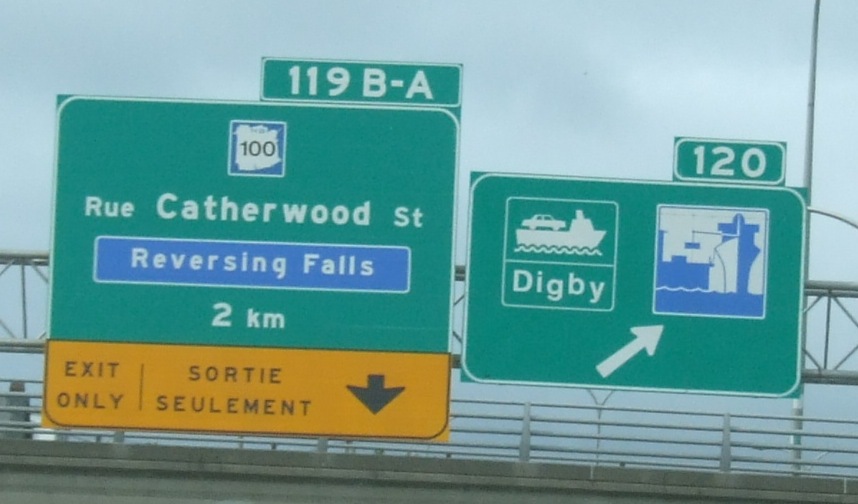 119 B-A
100
Rue Catherwood St
Reversing Falls
2 km
EXIT ONLY
SORTIE SEULEMENT
120
Digby